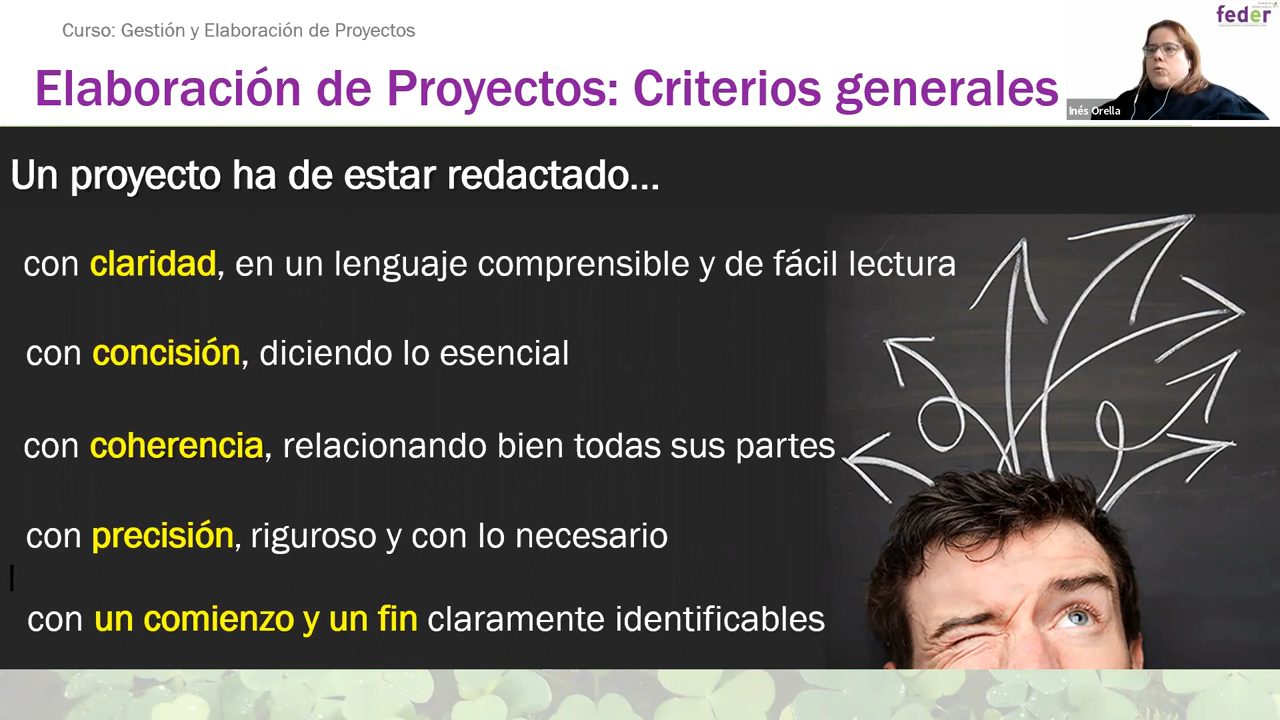 Curso: Gestión y Elaboración de Proyectos
feder
Elaboración de Proyectos: Criterios generales
Inés Orella
Un proyecto ha de estar redactado...
con claridad, en un lenguaje comprensible y de fácil lectura
con concisión, diciendo lo esencial
con coherencia, relacionando bien todas sus partes
con precisión, riguroso y con lo necesario
con un comienzo y un fin claramente identificables